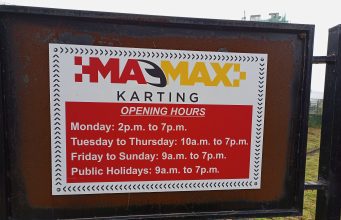 MADMAX
KARTING
OPENING HOURS
Monday: 2p.m. to 7p.m.
Tuesday to Thursday: 10a.m. to 7p.m.
Friday to Sunday: 9a.m. to 7p.m.
Public Holidays: 9a.m. to 7p.m.